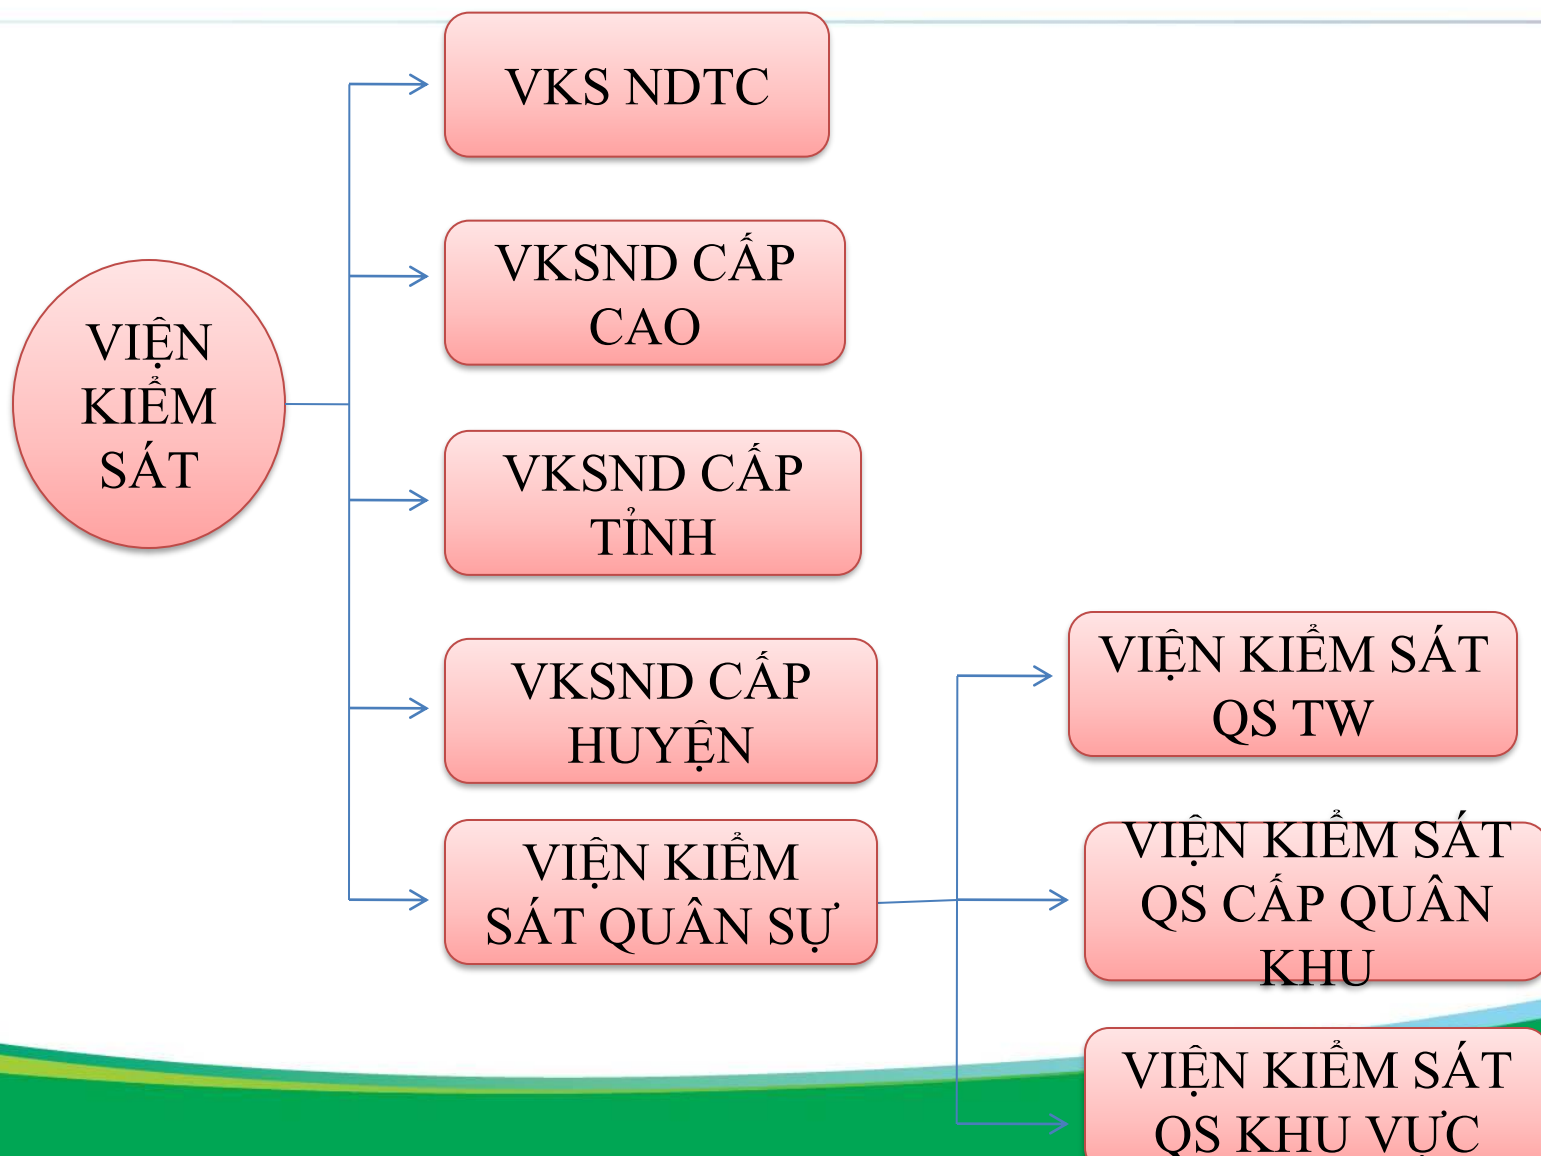 VKS NDTC
VKSND CẤP
CAO
VIỆN
KIỂM
SÁT
VKSND CẤP
TỈNH
VKSND CẤP
HUYỆN
VIỆN KIỂM
SÁT QUÂN SỰ
VIỆN KIỂM SÁT
QS TW
VIỆN KIỂM SÁT
QS CẤP QUÂN
KHU
VIỆN KIỂM SÁT
QS KHU VỰC